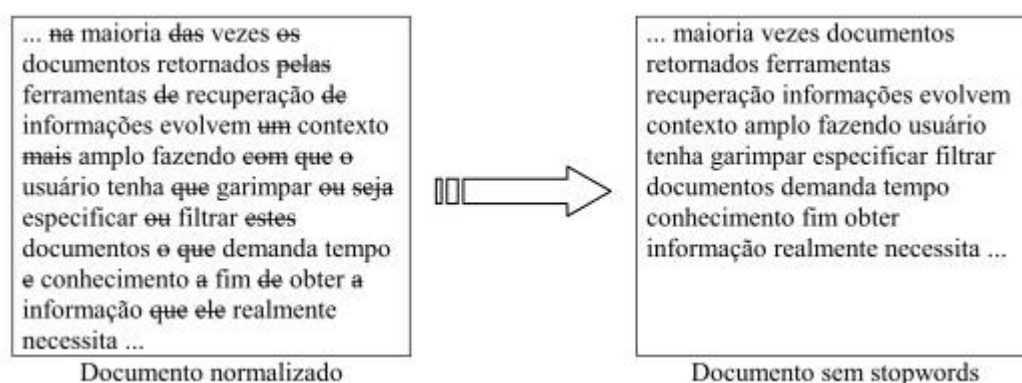 ... na maioria das vezes os
documentos retornados pelas
ferramentas de recuperação de
informações evolvem um contexto
mais amplo fazendo com que o
usuário tenha que garimpar ou seja
especificar ou filtrar estes
documentos o que demanda tempo
e conhecimento a fim de obter a
informação que ele realmente
necessita ...
Documento normalizado
... maioria vezes documentos
retornados ferramentas
recuperação informações evolvem
contexto amplo fazendo usuário
tenha garimpar especificar filtrar
documentos demanda tempo
conhecimento fim obter
informação realmente necessita ...
Documento sem stopwords